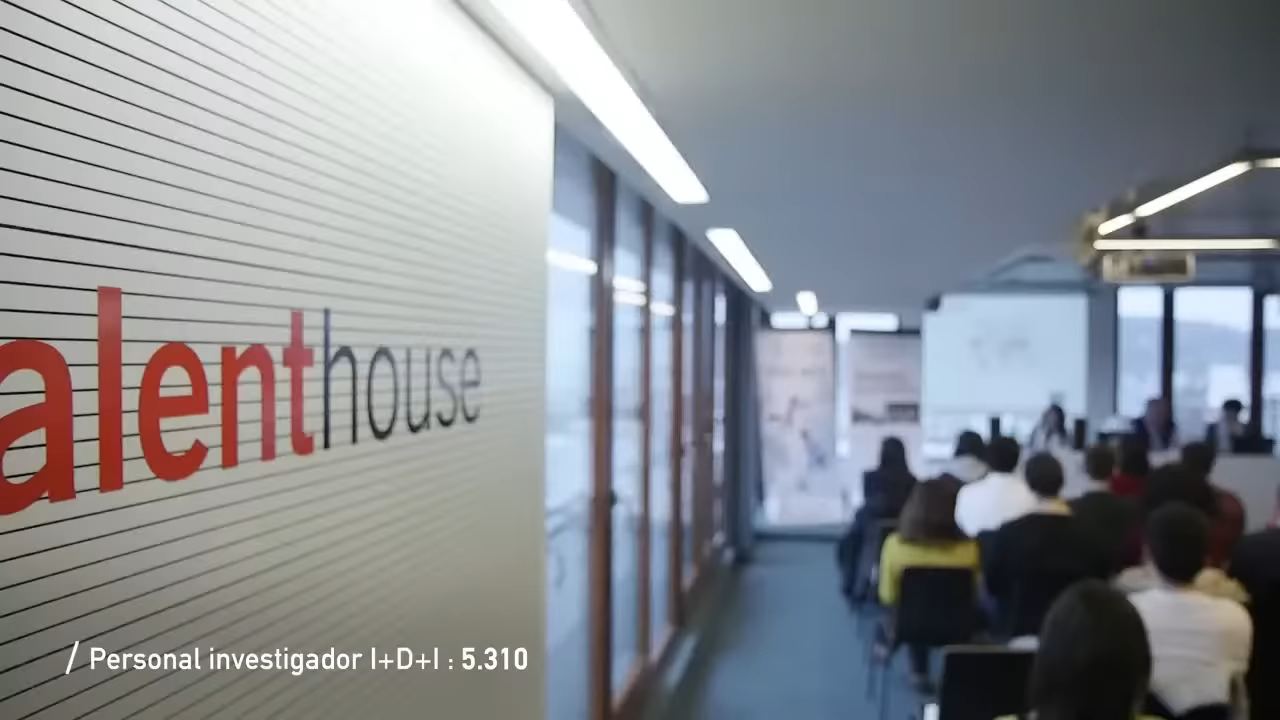 alenthouse
/ Personal investigador I+D+I : 5.310